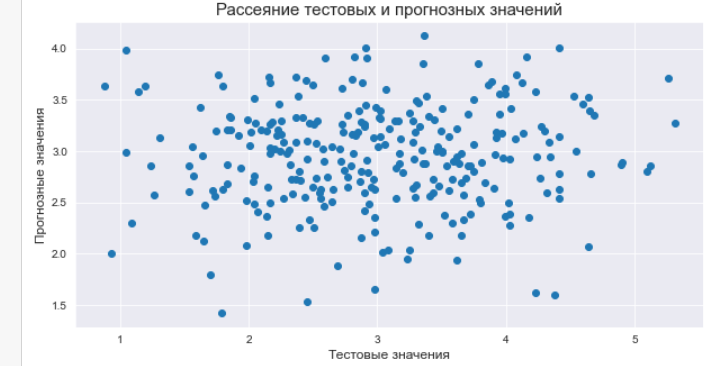 Рассеяние тестовых и прогнозных значений
4.0
3.5
3.0
2.5
2.0
1.5
Прогнозные значения
1 2 3 4 5
Тестовые значения